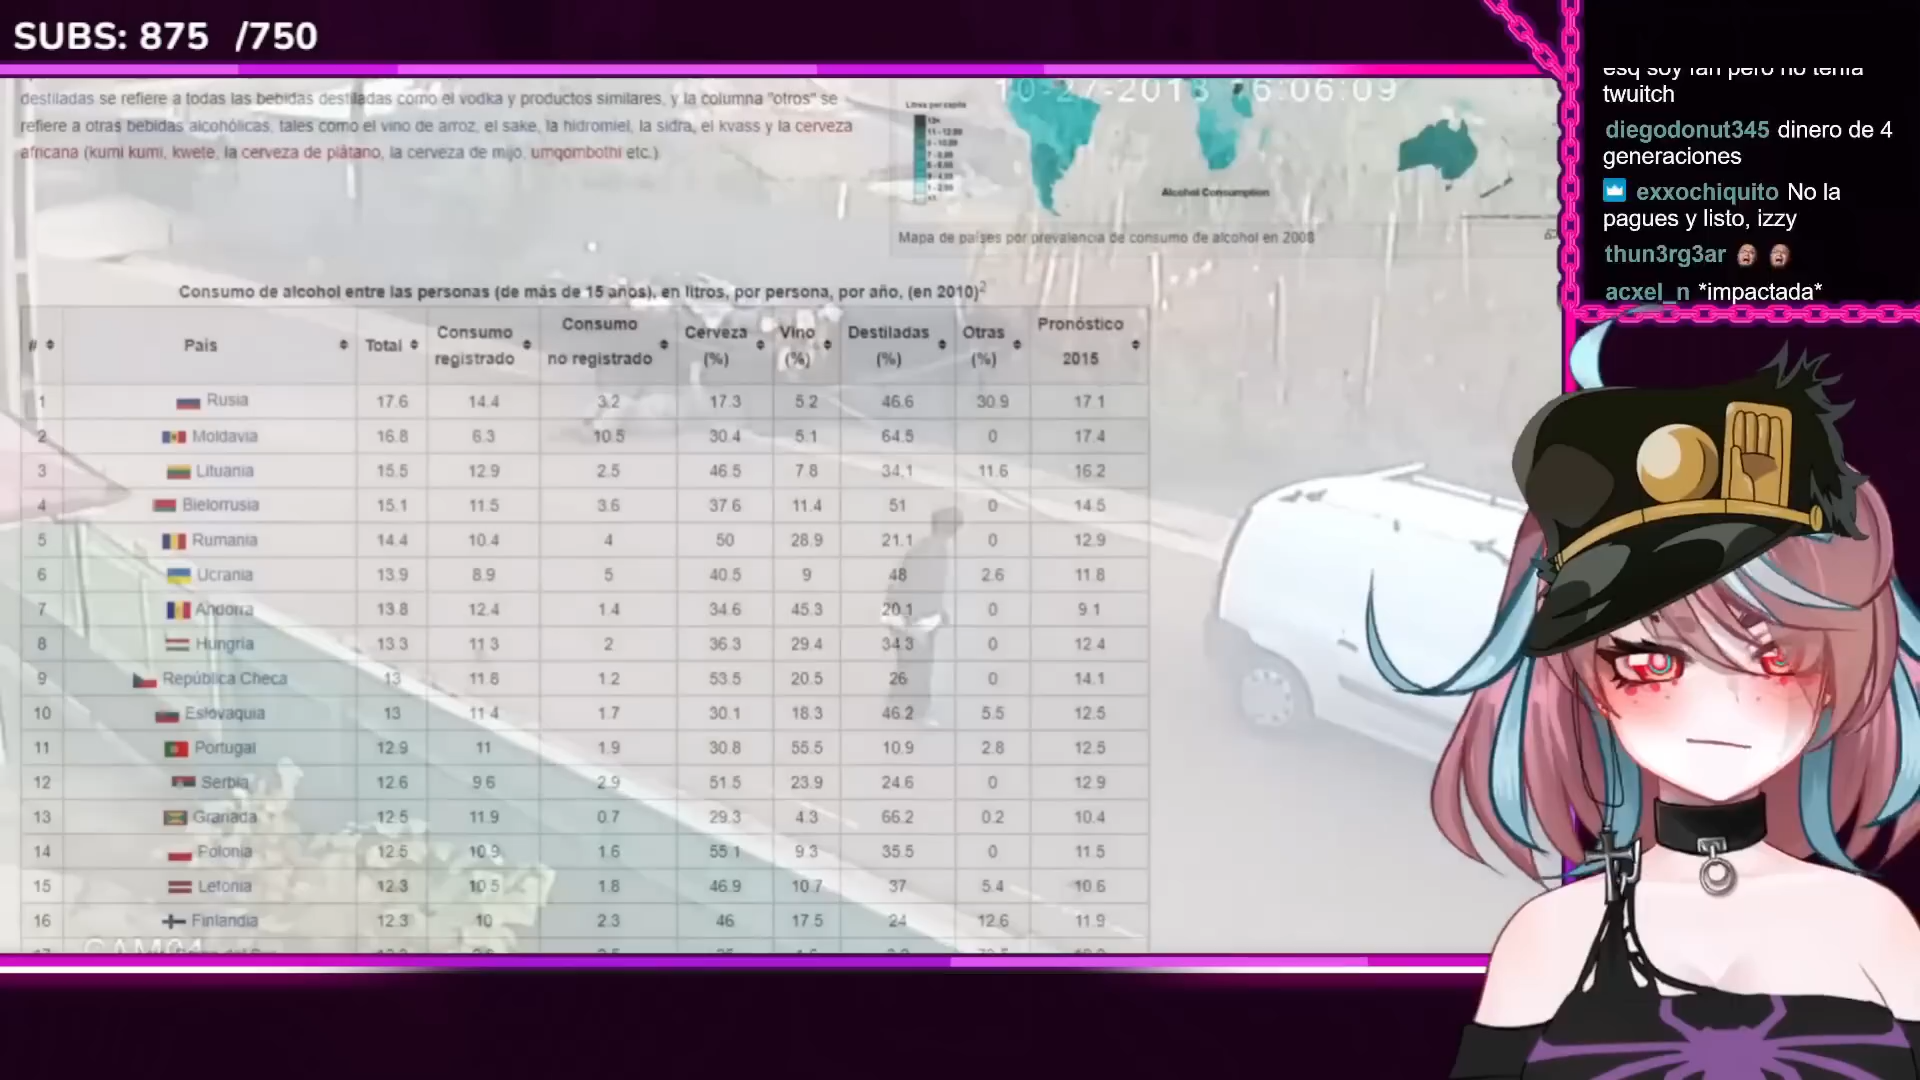 SUBS: 875 /750
destiladas se refiere a todas las bebidas destiladas como el vodka y productos similares, y la columna "otros" se
refiere a otras bebidas alcohólicas, tales como el vino de arroz, el sake, la hidromiel, la sidra, el kvass y la cerveza
africana (kumi kumi, kwete, la cerveza de plátano, la cerveza de mijo, umqombothi etc.).
Litros per capita
Alcohol Consumption
Mapa de países por prevalencia de consumo de alcohol en 2008
Consumo de alcohol entre las personas (de más de 15 años), en litros, por persona, por año, (en 2010)2
# País Total Consumo registrado Consumo no registrado Cerveza (%) Vino (%) Destiladas (%) Otras (%) Pronóstico 2015
1 Rusia 17.6 14.4 3.2 17.3 5.2 46.6 30.9 17.1
2 Moldavia 16.8 6.3 10.5 30.4 5.1 64.5 0 17.4
3 Lituania 15.5 12.9 2.5 46.5 7.8 34.1 11.6 16.2
4 Bielorrusia 15.1 11.5 3.6 37.6 11.4 51 0 14.5
5 Rumania 14.4 10.4 4 50 28.9 21.1 0 12.9
6 Ucrania 13.9 8.9 5 40.5 9 48 2.6 11.8
7 Andorra 13.8 12.4 1.4 34.6 45.3 20.1 0 9.1
8 Hungría 13.3 11.3 2 36.3 29.4 34.3 0 12.4
9 República Checa 13 11.8 1.2 53.5 20.5 26 0 14.1
10 Eslovaquia 13 11.4 1.7 30.1 18.3 46.2 5.5 12.5
11 Portugal 12.9 11 1.9 30.8 55.5 10.9 2.8 12.5
12 Serbia 12.6 9.6 2.9 51.5 23.9 24.6 0 12.9
13 Granada 12.5 11.9 0.7 29.3 4.3 66.2 0.2 10.4
14 Polonia 12.5 10.9 1.6 55.1 9.3 35.5 0 11.5
15 Letonia 12.3 10.5 1.8 46.9 10.7 37 5.4 10.6
16 Finlandia 12.3 10 2.3 46 17.5 24 12.6 11.9
esq soy fan pero no tenia
twuitch
diegodonut345 dinero de 4
generaciones
exxochiquito No la
pagues y listo, izzy
thun3rg3ar
acxel_n *impactada*